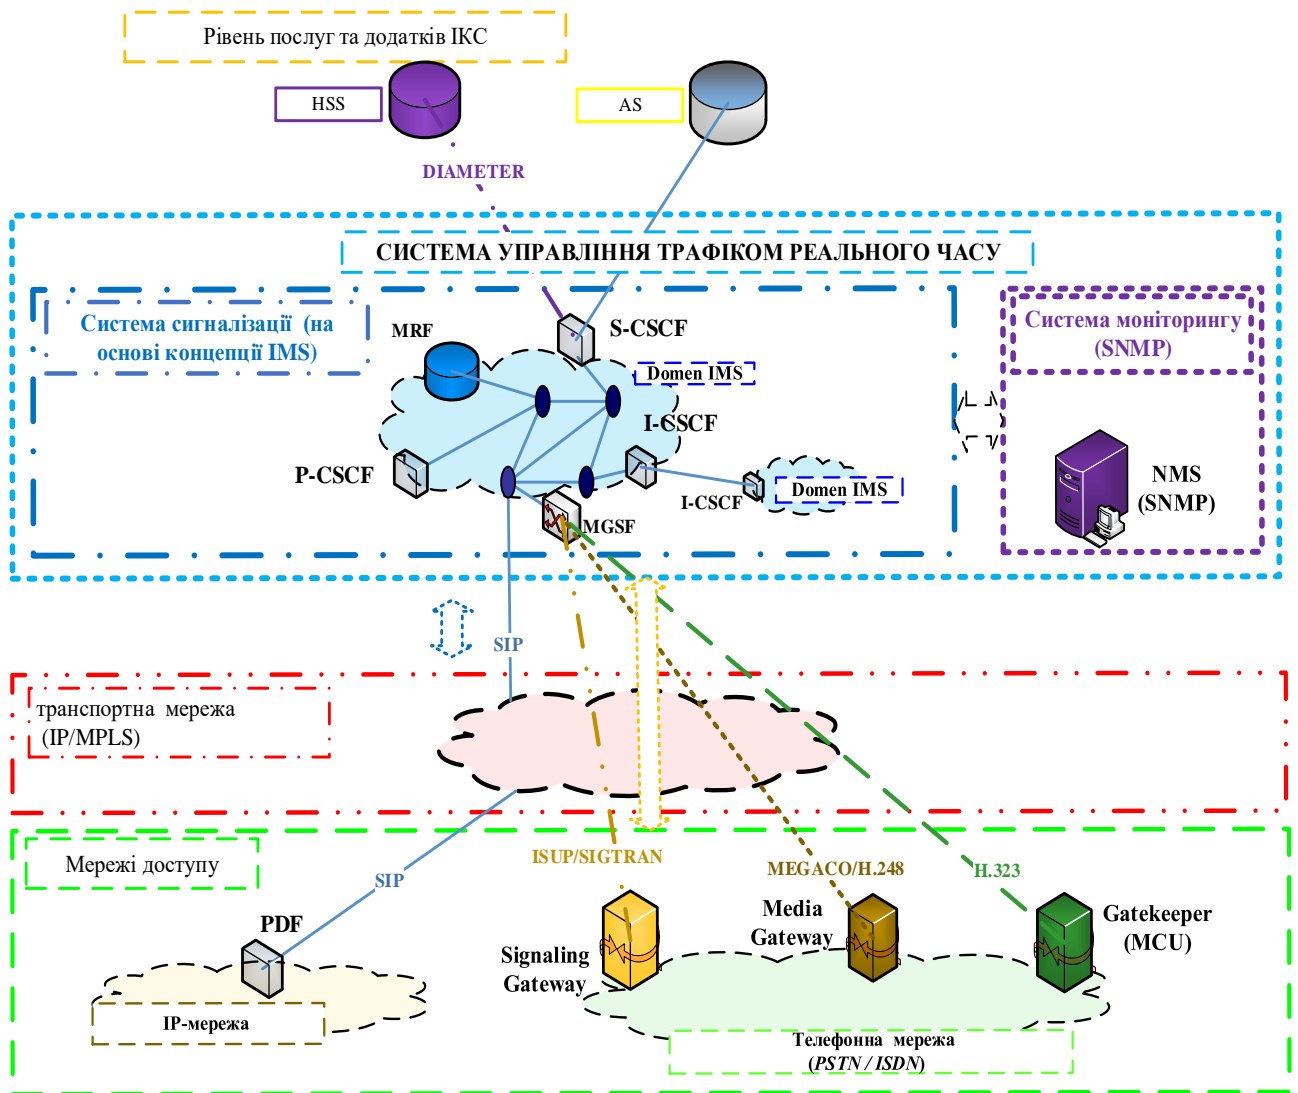 Рівень послуг та додатків ІКС
HSS
AS
DIAMETER
СИСТЕМА УПРАВЛІННЯ ТРАФІКОМ РЕАЛЬНОГО ЧАСУ
Система сигналізації (на
основі концепції IMS)
MRF
S-CSCF
Система моніторингу
(SNMP)
Domen IMS
I-CSCF
P-CSCF
I-CSCF
Domen IMS
NMS
(SNMP)
MGSF
SIP
транспортна мережа
(IP/MPLS)
Мережі доступу
SIP
ISUP/SIGTRAN
MEGACO/H.248
H.323
PDF
Signaling
Gateway
Media
Gateway
Gatekeeper
(MCU)
IP-мережа
Телефонна мережа
(PSTN / ISDN)